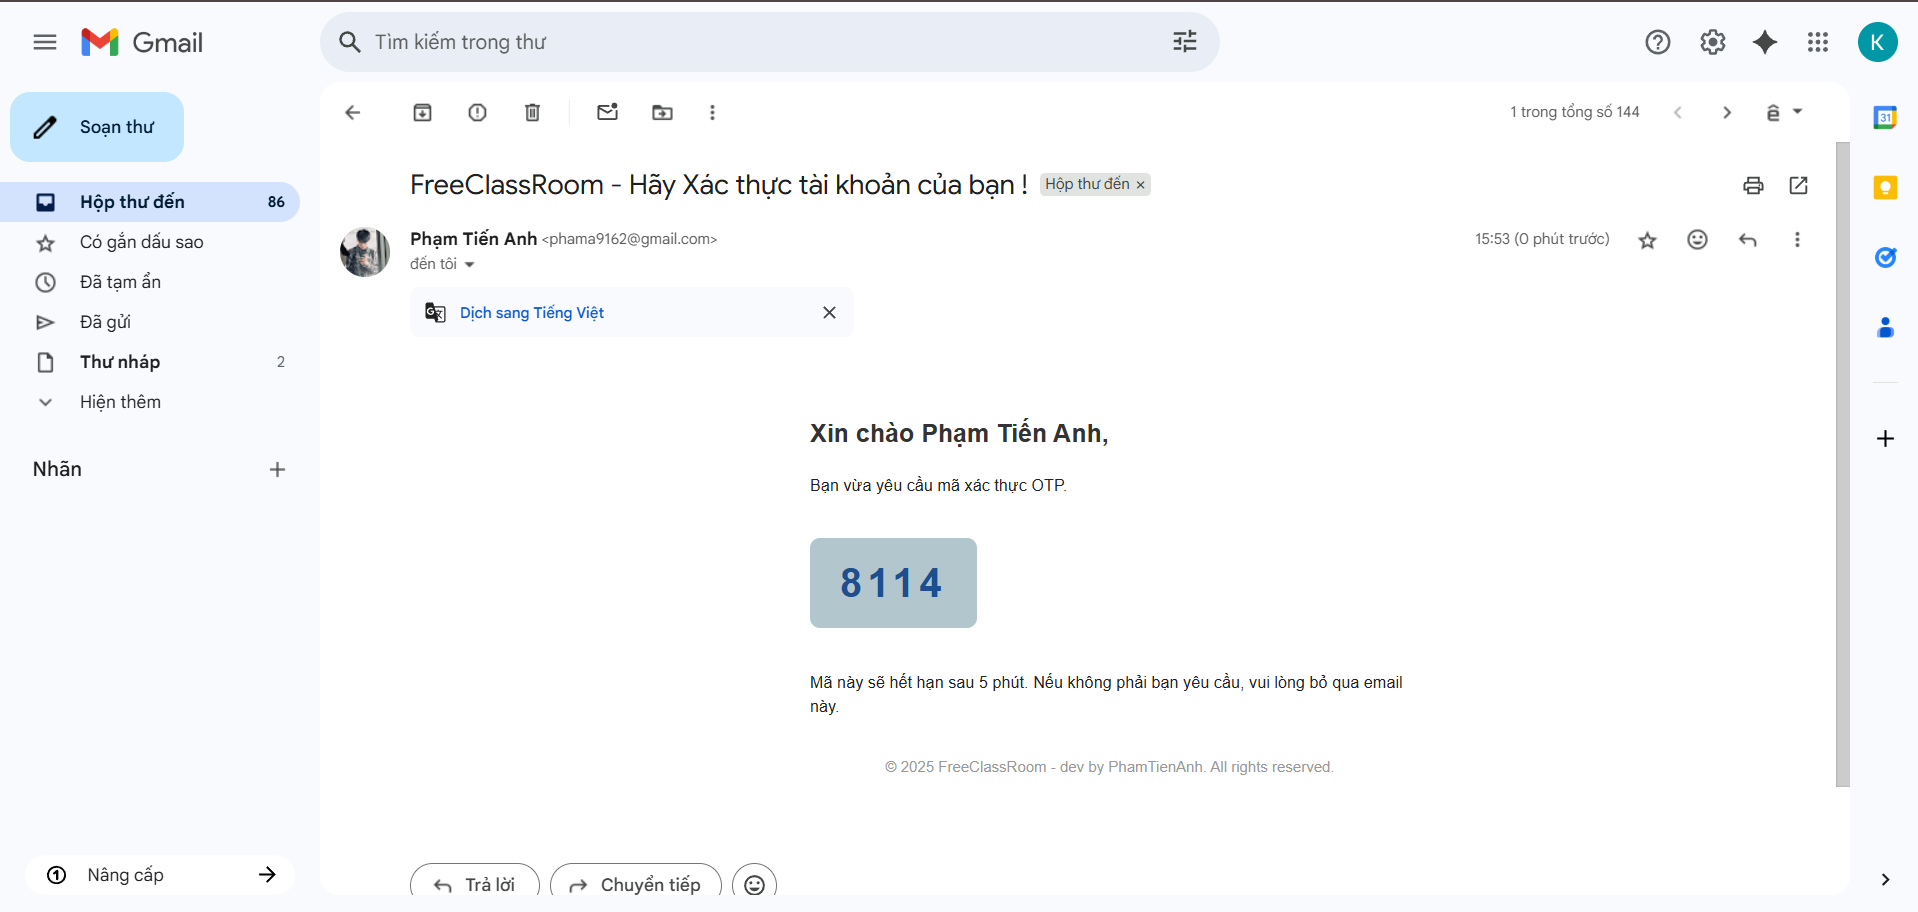 Gmail
Tìm kiếm trong thư
K
Soạn thư
1 trong tổng số 144
ê
31
Hộp thư đến 86
Có gắn dấu sao
Đã tạm ẩn
Đã gửi
Thư nháp 2
Hiện thêm
Nhãn
FreeClassRoom - Hãy Xác thực tài khoản của bạn !
Hộp thư đến ×
Phạm Tiến Anh <phama9162@gmail.com>
15:53 (0 phút trước)
đến tôi
Dịch sang Tiếng Việt
Xin chào Phạm Tiến Anh,
Bạn vừa yêu cầu mã xác thực OTP.
8114
Mã này sẽ hết hạn sau 5 phút. Nếu không phải bạn yêu cầu, vui lòng bỏ qua email
này.
© 2025 FreeClassRoom - dev by PhamTienAnh. All rights reserved.
Nâng cấp
Trả lời
Chuyển tiếp